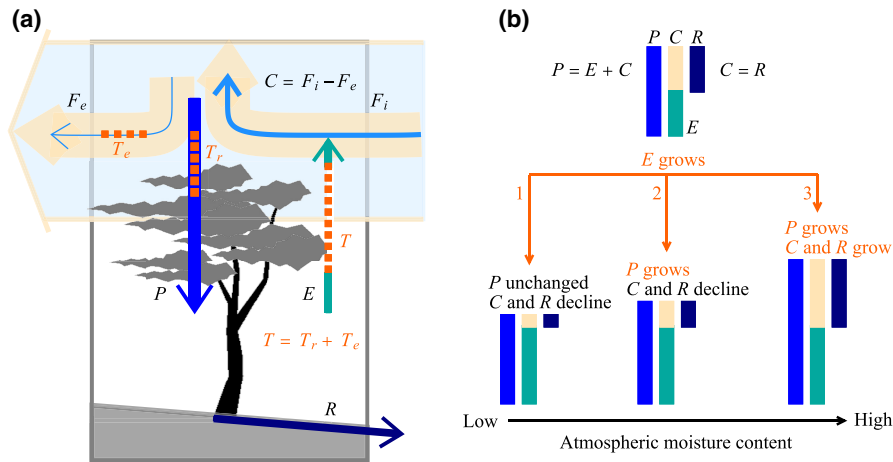 (a)
C = F_i − F_e
F_e
F_i
T_e
T_r
T
P
E
T = T_r + T_e
R
(b)
P C R
P = E + C
C = R
E
E grows
1
2
3
P unchanged
C and R decline
P grows
C and R decline
P grows
C and R grow
Low
High
Atmospheric moisture content